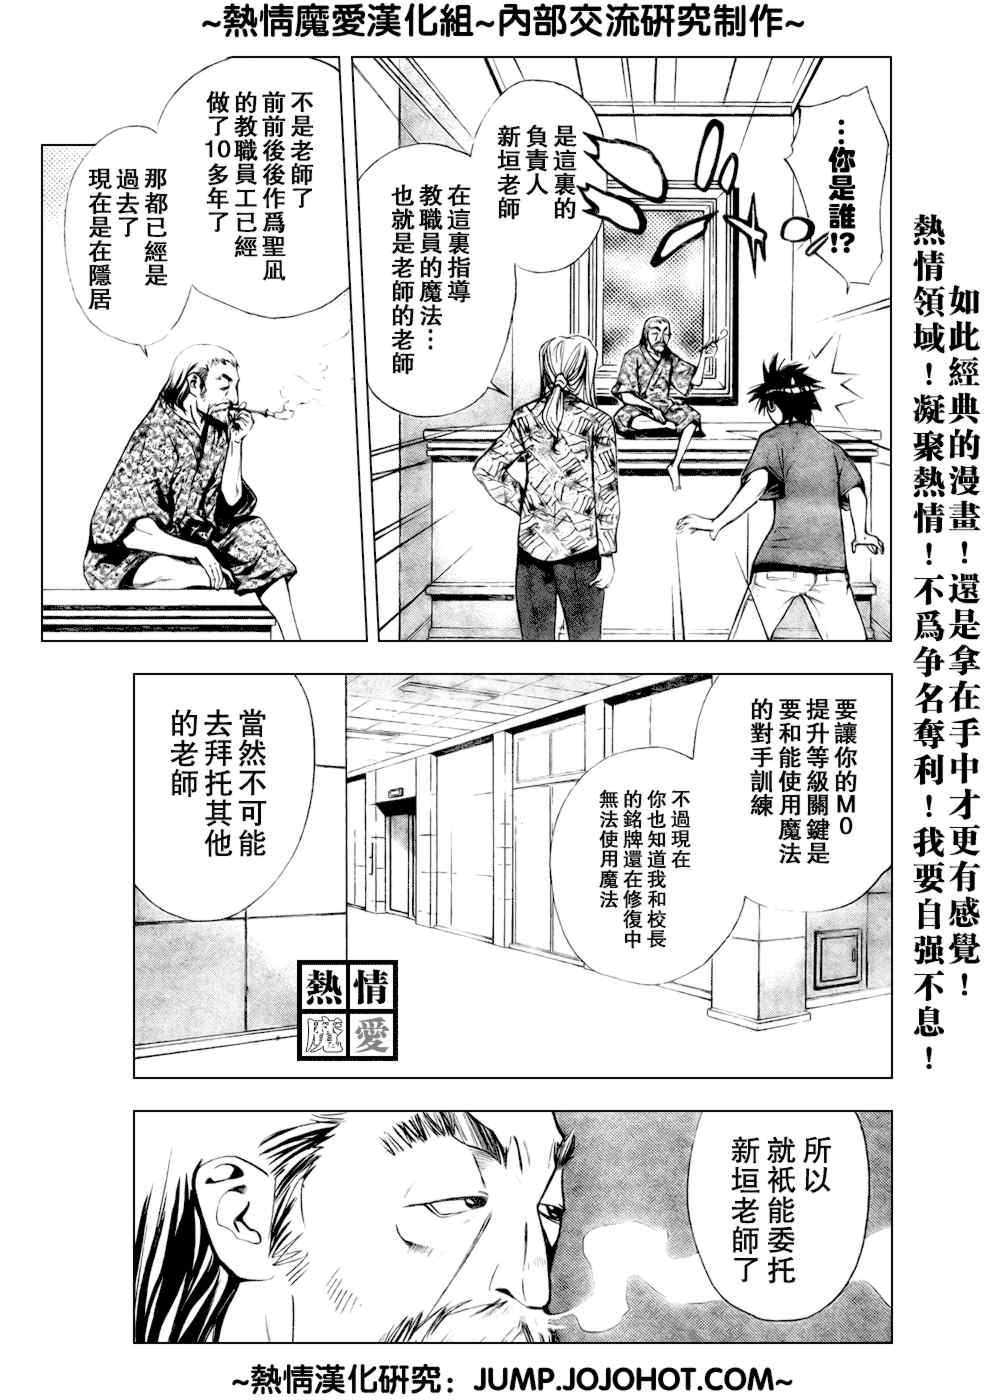 ~熱情魔愛漢化組~內部交流研究制作~
…你是誰!?
是這裏的
負責人
新垣老師
在這裏指導
教職員的魔法…
也就是老師的老師
不是老師了
前前後後作爲聖凪
的教職員工已經
做了10多年了
那都已經是
過去了
現在是在隱居
如此經典的漫畫！還是拿在手中才更有感覺！
熱情領域！凝聚熱情！不爲争名奪利！我要自强不息！
要讓你的M0
提升等級關鍵是
要和能使用魔法
的對手訓練
不過現在
你也知道我和校長
的銘牌還在修復中
無法使用魔法
當然不可能
去拜托其他
的老師
熱情
魔愛
所以
就衹能委托
新垣老師了
~熱情漢化研究：JUMP.JOJOHOT.COM~